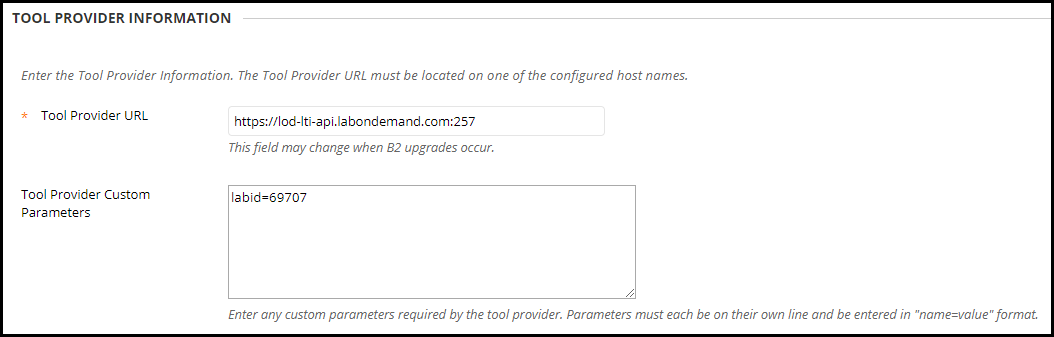 TOOL PROVIDER INFORMATION
Enter the Tool Provider Information. The Tool Provider URL must be located on one of the configured host names.
* Tool Provider URL
https://lod-lti-api.labondemand.com:257
This field may change when B2 upgrades occur.
Tool Provider Custom
Parameters
labid=69707
Enter any custom parameters required by the tool provider. Parameters must each be on their own line and be entered in "name=value" format.